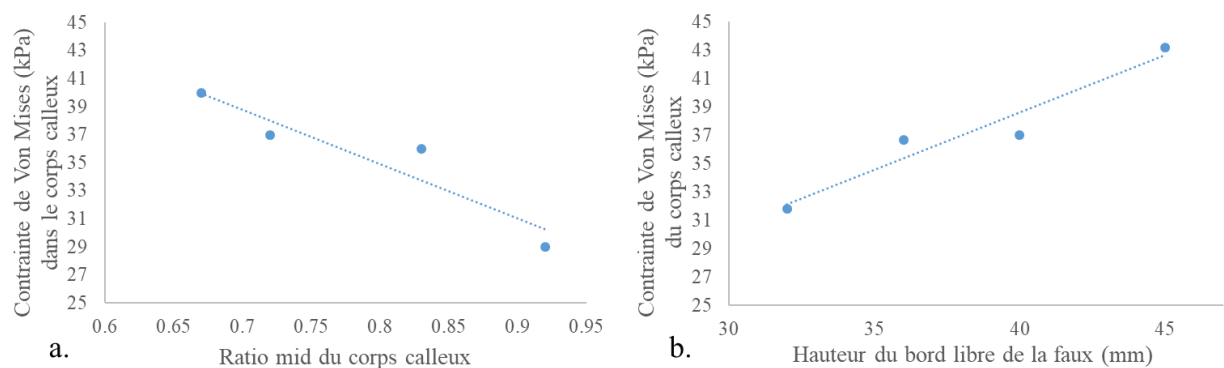 Contrainte de Von Mises (kPa)
dans le corps calleux
45
43
41
39
37
35
33
31
29
27
25
0.6 0.65 0.7 0.75 0.8 0.85 0.9 0.95
a.
Ratio mid du corps calleux
Contrainte de Von Mises (kPa)
du corps calleux
45
43
41
39
37
35
33
31
29
27
25
30 35 40 45
b.
Hauteur du bord libre de la faux (mm)